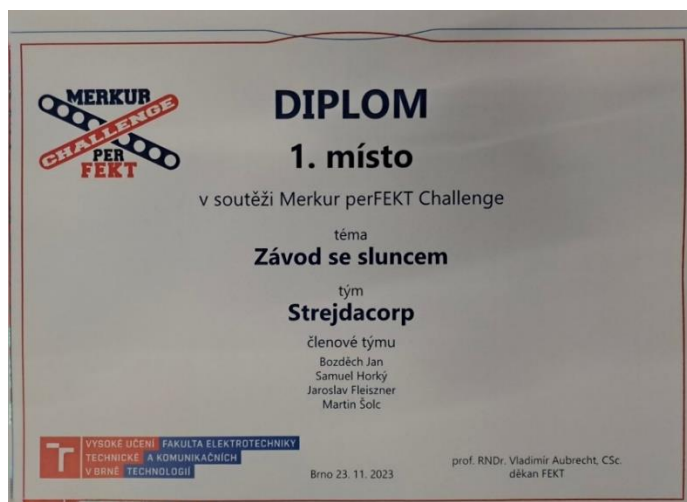 MERKUR
CHALLENGE
PER
FEKT
DIPLOM
1. místo
v soutěži Merkur perFEKT Challenge
téma
Závod se sluncem
tým
Strejdacorp
členové týmu
Bozděch Jan
Samuel Horký
Jaroslav Fleiszner
Martin Šolc
VYSOKÉ UČENÍ FAKULTA ELEKTROTECHNIKY
TECHNICKÉ A KOMUNIKAČNÍCH
V BRNĚ TECHNOLOGIÍ
Brno 23. 11. 2023
prof. RNDr. Vladimír Aubrecht, CSc.
děkan FEKT